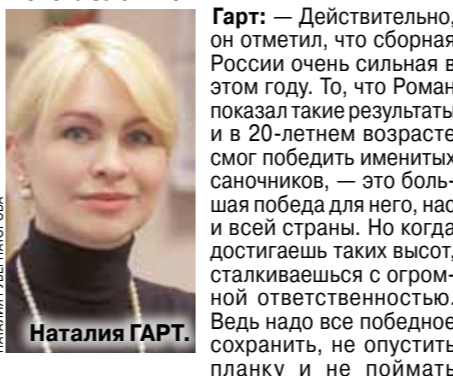 Гарт: — Действительно,
он отметил, что сборная
России очень сильная в
этом году. То, что Роман
показал такие результаты
и в 20-летнем возрасте
смог победить именитых
саночников, — это боль-
шая победа для него, нас
и всей страны. Но когда
достигаешь таких высот,
сталкиваешься с огром-
ной ответственностью.
Ведь надо все победное
сохранить, не опустить
планку и не поймать
Наталия ГАРТ.